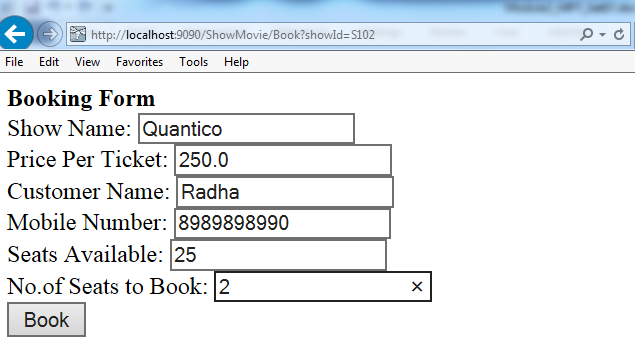 http://localhost:9090/ShowMovie/Book?showId=S102
File Edit View Favorites Tools Help
Booking Form
Show Name: Quantico
Price Per Ticket: 250.0
Customer Name: Radha
Mobile Number: 8989898990
Seats Available: 25
No.of Seats to Book: 2
Book